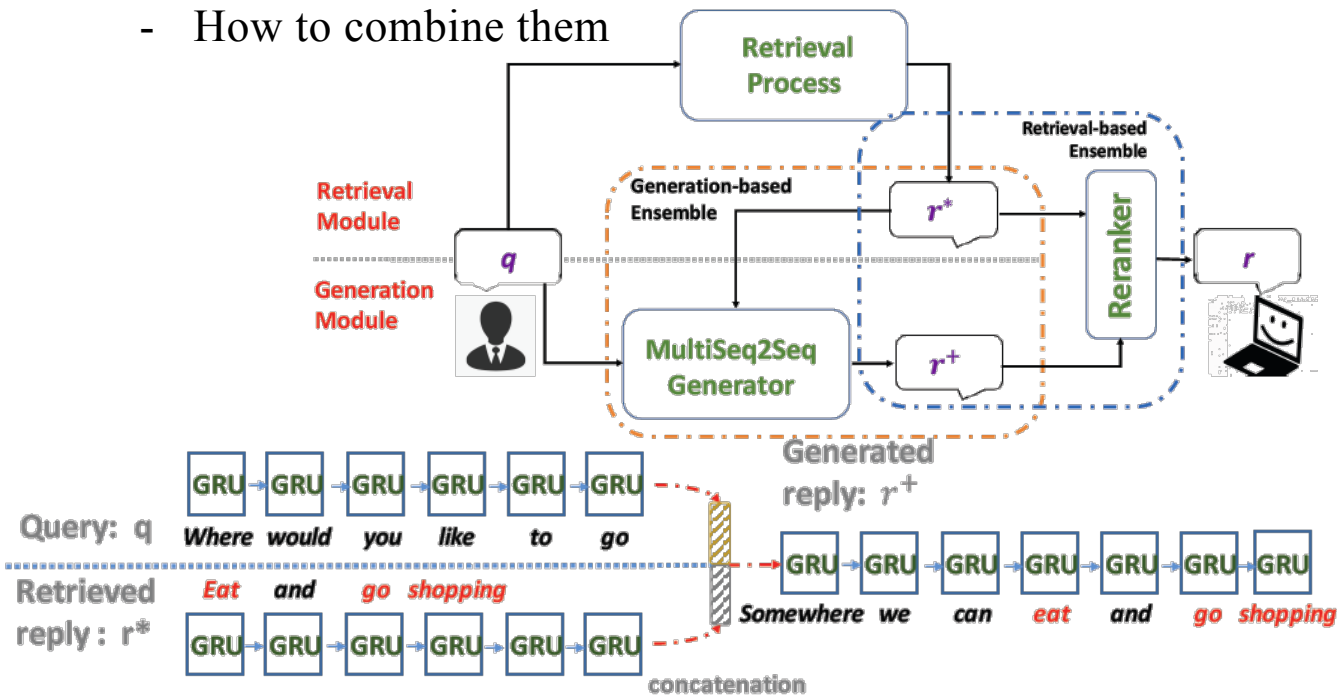 - How to combine them
Retrieval
Process
Retrieval-based
Ensemble
Generation-based
Ensemble
Retrieval
Module
r*
q
Reranker
r
Generation
Module
MultiSeq2Seq
Generator
r+
Generated
reply: r+
GRU GRU GRU GRU GRU GRU
Query: q
Where would you like to go
GRU GRU GRU GRU GRU GRU GRU
Retrieved
reply : r*
Eat and go shopping
Somewhere we can eat and go shopping
GRU GRU GRU GRU GRU GRU
concatenation